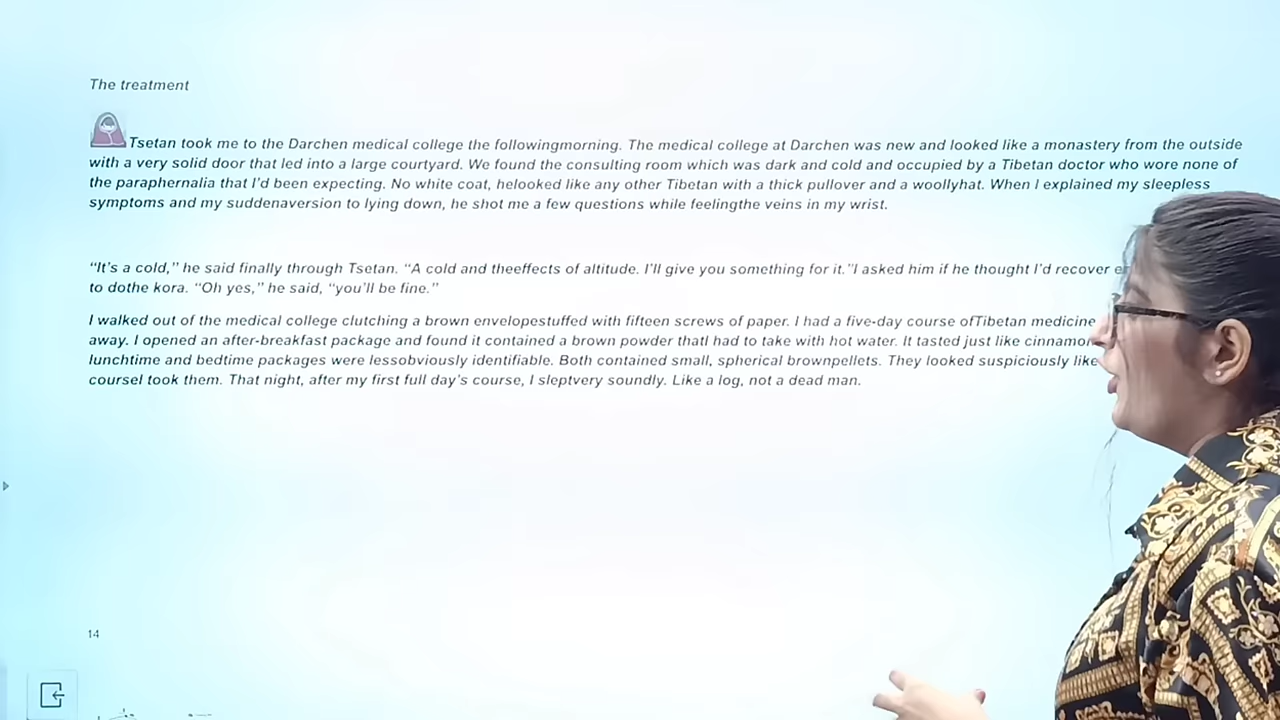 The treatment
Tsetan took me to the Darchen medical college the followingmorning. The medical college at Darchen was new and looked like a monastery from the outside
with a very solid door that led into a large courtyard. We found the consulting room which was dark and cold and occupied by a Tibetan doctor who wore none of
the paraphernalia that I'd been expecting. No white coat, helooked like any other Tibetan with a thick pullover and a woollyhat. When I explained my sleepless
symptoms and my suddenaversion to lying down, he shot me a few questions while feelingthe veins in my wrist.
“It's a cold,” he said finally through Tsetan. “A cold and theeffects of altitude. I'll give you something for it.”I asked him if he thought I'd recover
to dothe kora. “Oh yes,” he said, “you'll be fine.”
I walked out of the medical college clutching a brown envelopestuffed with fifteen screws of paper. I had a five-day course ofTibetan medicine
away. I opened an after-breakfast package and found it contained a brown powder thatI had to take with hot water. It tasted just like cinnamon
lunchtime and bedtime packages were lessobviously identifiable. Both contained small, spherical brownpellets. They looked suspiciously like
courseI took them. That night, after my first full day's course, I sleptvery soundly. Like a log, not a dead man.
14